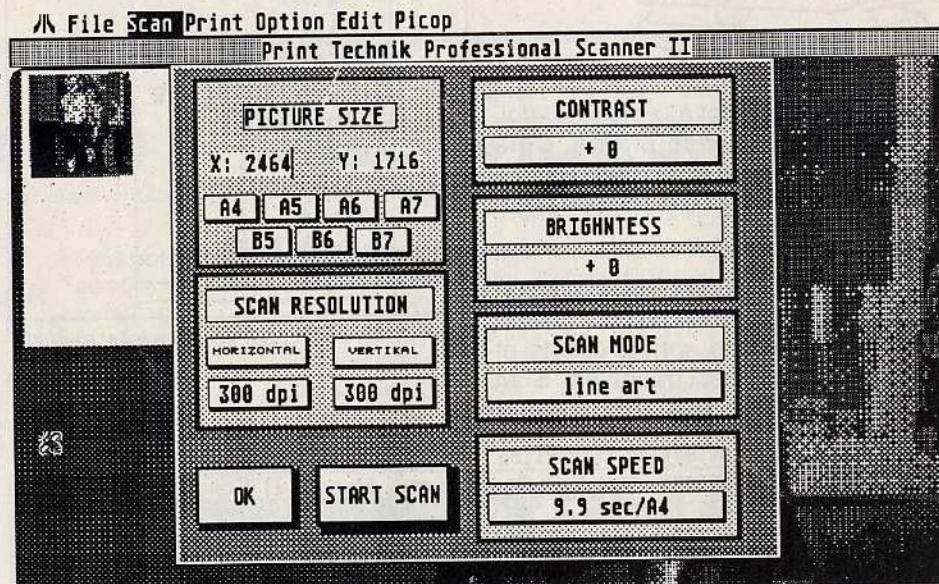 File Scan Print Option Edit Picop
Print Technik Professional Scanner II
PICTURE SIZE
X: 2464 Y: 1716
A4 A5 A6 A7
B5 B6 B7
SCAN RESOLUTION
HORIZONTAL VERTIKAL
300 dpi 300 dpi
OK START SCAN
CONTRAST
+ 0
BRIGHNTESS
+ 0
SCAN MODE
line art
SCAN SPEED
9.9 sec/A4